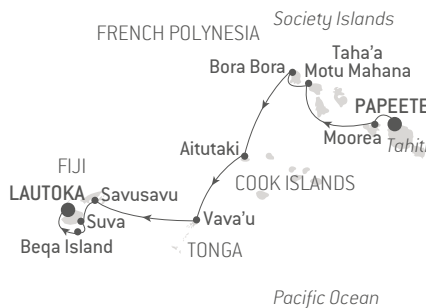 Society Islands
FRENCH POLYNESIA
Taha'a
Bora Bora
Motu Mahana
PAPEETE
Moorea
Tahiti
Aitutaki
FIJI
COOK ISLANDS
LAUTOKA
Savusavu
Suva
Vava'u
Beqa Island
TONGA
Pacific Ocean